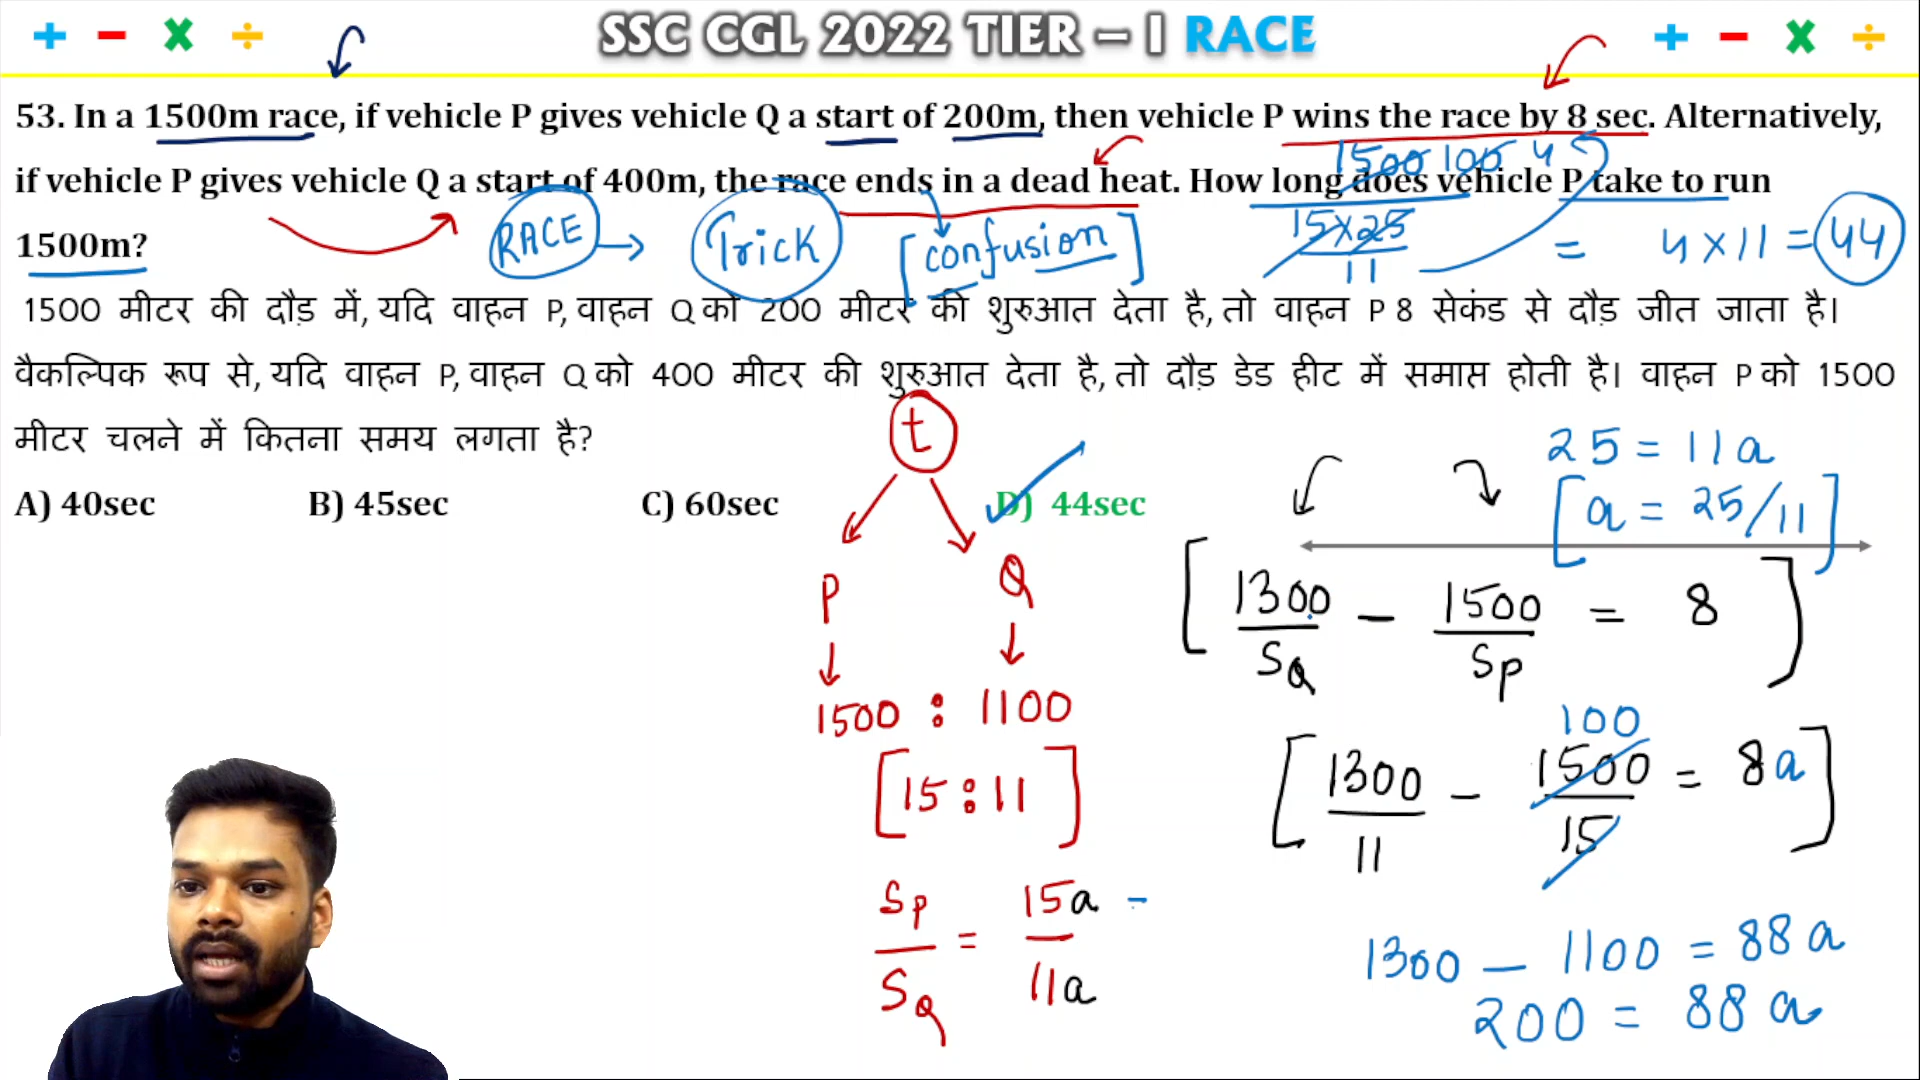 + - x ÷ SSC CGL 2022 TIER – I RACE + - x ÷
53. In a 1500m race, if vehicle P gives vehicle Q a start of 200m, then vehicle P wins the race by 8 sec. Alternatively,
if vehicle P gives vehicle Q a start of 400m, the race ends in a dead heat. How long does vehicle P take to run
1500m?
RACE → Trick [confusion]
1500 100 4
15x25
11
= 4 x 11 = 44
1500 मीटर की दौड़ में, यदि वाहन P, वाहन Q को 200 मीटर की शुरुआत देता है, तो वाहन P 8 सेकंड से दौड़ जीत जाता है।
वैकल्पिक रूप से, यदि वाहन P, वाहन Q को 400 मीटर की शुरुआत देता है, तो दौड़ डेड हीट में समाप्त होती है। वाहन P को 1500
मीटर चलने में कितना समय लगता है?
A) 40sec B) 45sec C) 60sec D) 44sec
t
P Q
1500 : 1100
[15 : 11]
Sp = 15a -
SQ 11a
25 = 11a
[a = 25/11]
[1300 - 1500 = 8]
SQ Sp
100
[1300 - 1500 = 8a]
11 15
1300 - 1100 = 88a
200 = 88a